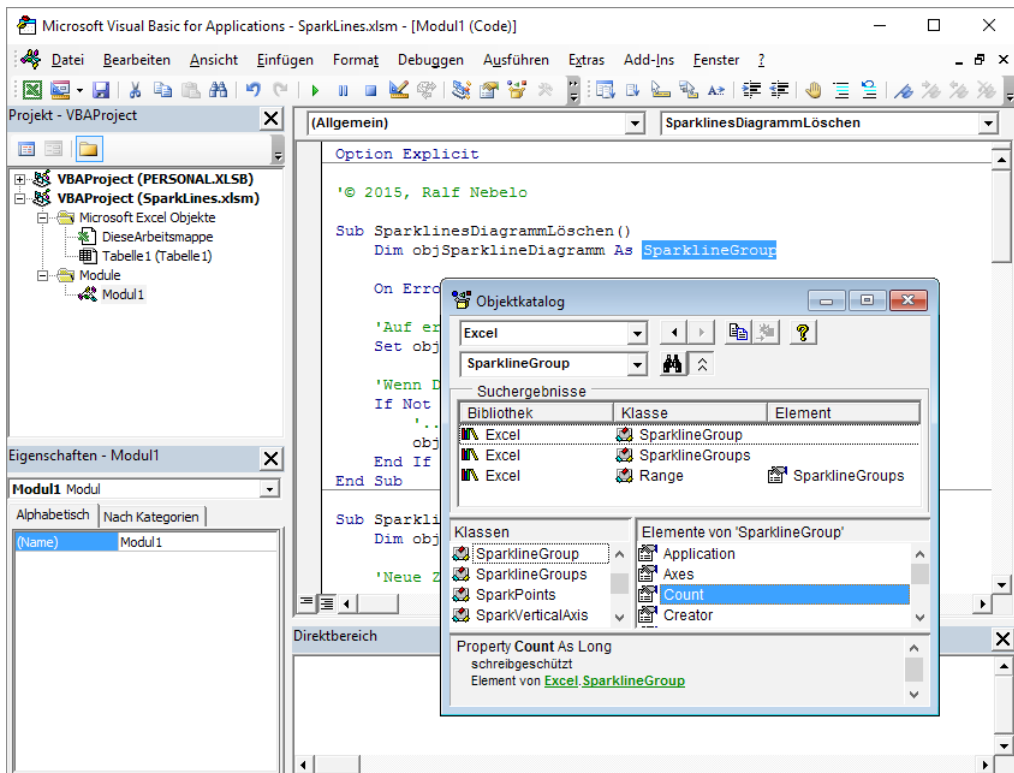 Microsoft Visual Basic for Applications - SparkLines.xlsm - [Modul1 (Code)]
Datei Bearbeiten Ansicht Einfügen Format Debuggen Ausführen Extras Add-Ins Fenster ?
Projekt - VBAProject
VBAProject (PERSONAL.XLSB)
VBAProject (SparkLines.xlsm)
Microsoft Excel Objekte
DieseArbeitsmappe
Tabelle1 (Tabelle1)
Module
Modul1
Eigenschaften - Modul1
Modul1 Modul
Alphabetisch Nach Kategorien
(Name) Modul1
(Allgemein) SparklinesDiagrammLöschen
Option Explicit
'© 2015, Ralf Nebelo
Sub SparklinesDiagrammLöschen()
Dim objSparklineDiagramm As SparklineGroup
On Erro
'Auf er
Set obj
'Wenn D
If Not
'..
obj
End If
End Sub
Sub Sparkli
Dim obj
'Neue Z
Objektkatalog
Excel
SparklineGroup
Suchergebnisse
Bibliothek Klasse Element
Excel SparklineGroup
Excel SparklineGroups
Excel Range SparklineGroups
Klassen
SparklineGroup
SparklineGroups
SparkPoints
SparkVerticalAxis
Elemente von 'SparklineGroup'
Application
Axes
Count
Creator
Property Count As Long
schreibgeschützt
Element von Excel.SparklineGroup
Direktbereich